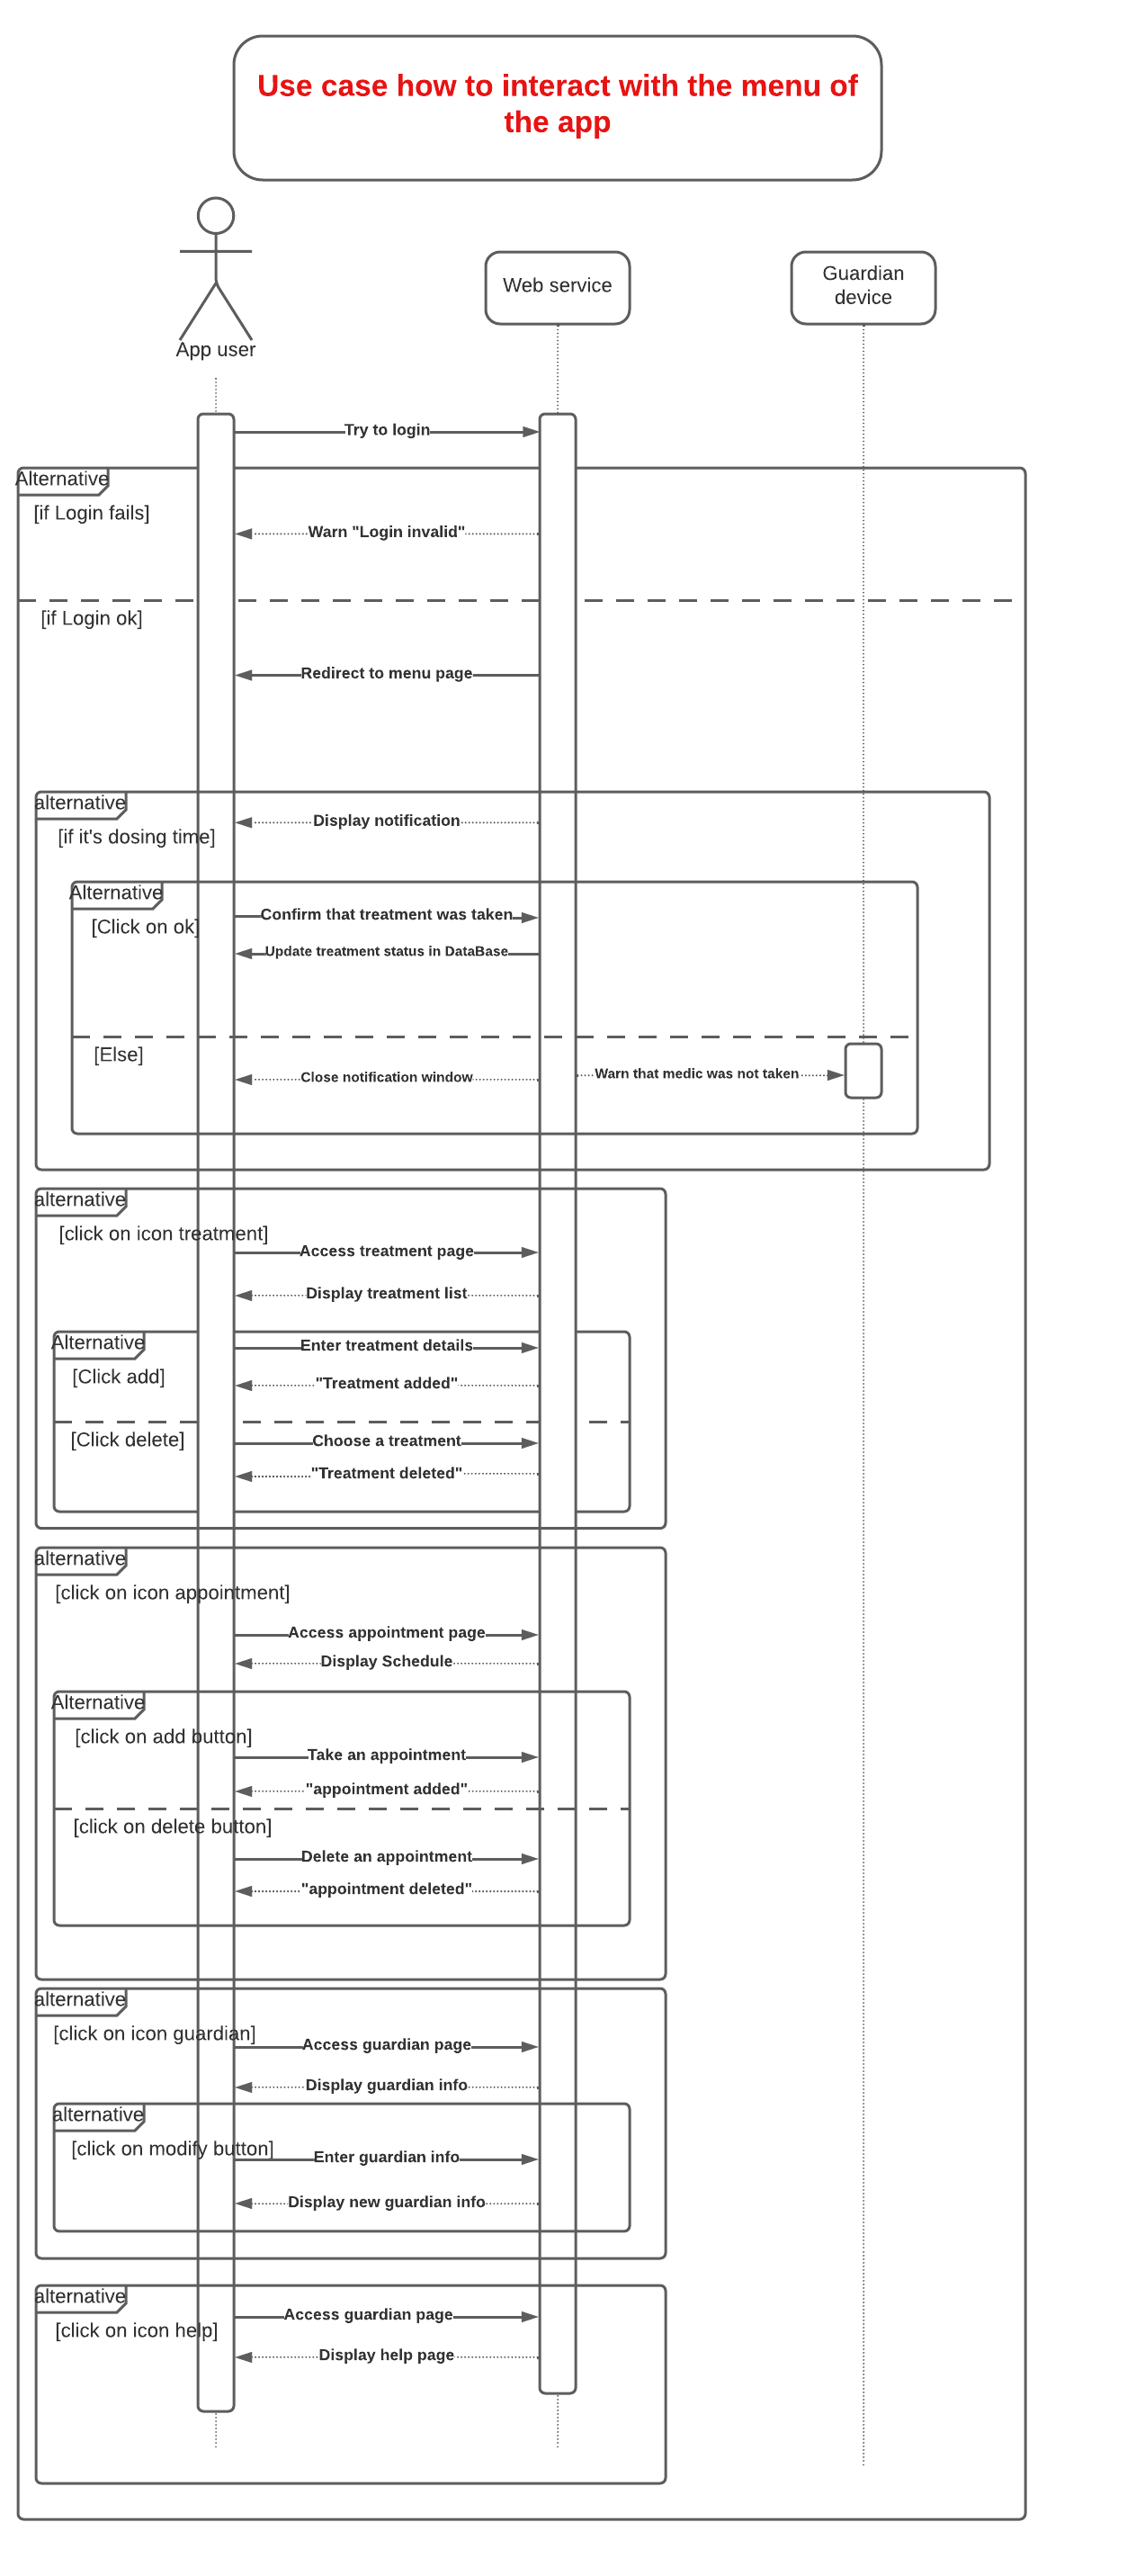 Use case how to interact with the menu of
the app
App user
Web service
Guardian
device
Try to login
Alternative
[if Login fails]
Warn "Login invalid"
[if Login ok]
Redirect to menu page
alternative
Display notification
[if it's dosing time]
Alternative
[Click on ok]
Confirm that treatment was taken
Update treatment status in DataBase
[Else]
Close notification window
Warn that medic was not taken
alternative
[click on icon treatment]
Access treatment page
Display treatment list
Alternative
Enter treatment details
[Click add]
"Treatment added"
[Click delete]
Choose a treatment
"Treatment deleted"
alternative
[click on icon appointment]
Access appointment page
Display Schedule
Alternative
[click on add button]
Take an appointment
"appointment added"
[click on delete button]
Delete an appointment
"appointment deleted"
alternative
[click on icon guardian]
Access guardian page
Display guardian info
alternative
[click on modify button]
Enter guardian info
Display new guardian info
alternative
Access guardian page
[click on icon help]
Display help page